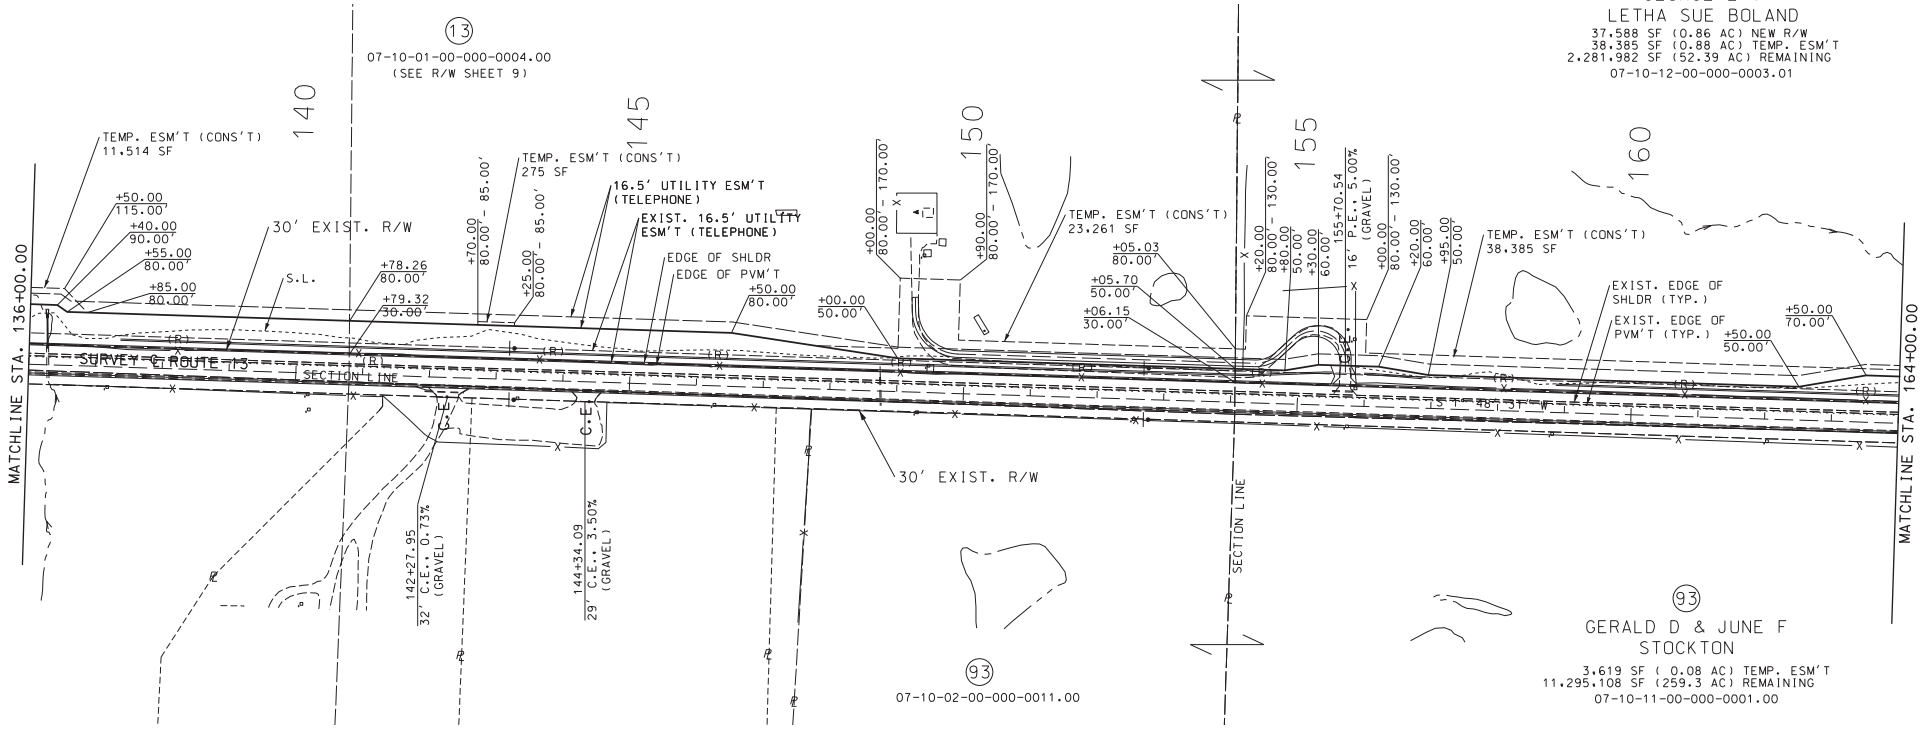 13
07-10-01-00-000-0004.00
(SEE R/W SHEET 9)
LETHA SUE BOLAND
37,588 SF (0.86 AC) NEW R/W
38,385 SF (0.88 AC) TEMP. ESM'T
2,281,982 SF (52.39 AC) REMAINING
07-10-12-00-000-0003.01
140
145
150
155
160
MATCHLINE STA. 136+00.00
TEMP. ESM'T (CONS'T)
11,514 SF
+50.00
115.00'
+40.00
90.00'
+55.00
80.00'
+85.00
80.00'
30' EXIST. R/W
S.L.
+78.26
80.00'
+79.32
30.00'
+70.00
80.00' - 85.00'
TEMP. ESM'T (CONS'T)
275 SF
+25.00
80.00' - 85.00'
16.5' UTILITY ESM'T
(TELEPHONE)
EXIST. 16.5' UTILITY
ESM'T (TELEPHONE)
EDGE OF SHLDR
EDGE OF PVM'T
+50.00
80.00'
+00.00
50.00'
+00.00
80.00' - 170.00'
+90.00
80.00' - 170.00'
TEMP. ESM'T (CONS'T)
23,261 SF
+05.03
80.00'
+05.70
50.00'
+06.15
30.00'
+20.00
80.00' - 130.00'
+80.00
50.00'
+30.00
60.00'
155+70.54
16' P.E., 5.00%
(GRAVEL)
+00.00
80.00' - 130.00'
+20.00
60.00'
+95.00
50.00'
TEMP. ESM'T (CONS'T)
38,385 SF
EXIST. EDGE OF
SHLDR (TYP.)
EXIST. EDGE OF
PVM'T (TYP.)
+50.00
50.00'
+50.00
70.00'
MATCHLINE STA. 164+00.00
SURVEY ℄ ROUTE 13
SECTION LINE
(R) (R) (R) (R) (R) (R) (R)
P.E.
S 1° 48' 31" W
C.E.
C.E.
30' EXIST. R/W
142+27.95
32' C.E., 0.73%
(GRAVEL)
144+34.09
29' C.E., 3.50%
(GRAVEL)
SECTION LINE
93
07-10-02-00-000-0011.00
93
GERALD D & JUNE F
STOCKTON
3,619 SF ( 0.08 AC) TEMP. ESM'T
11,295,108 SF (259.3 AC) REMAINING
07-10-11-00-000-0001.00